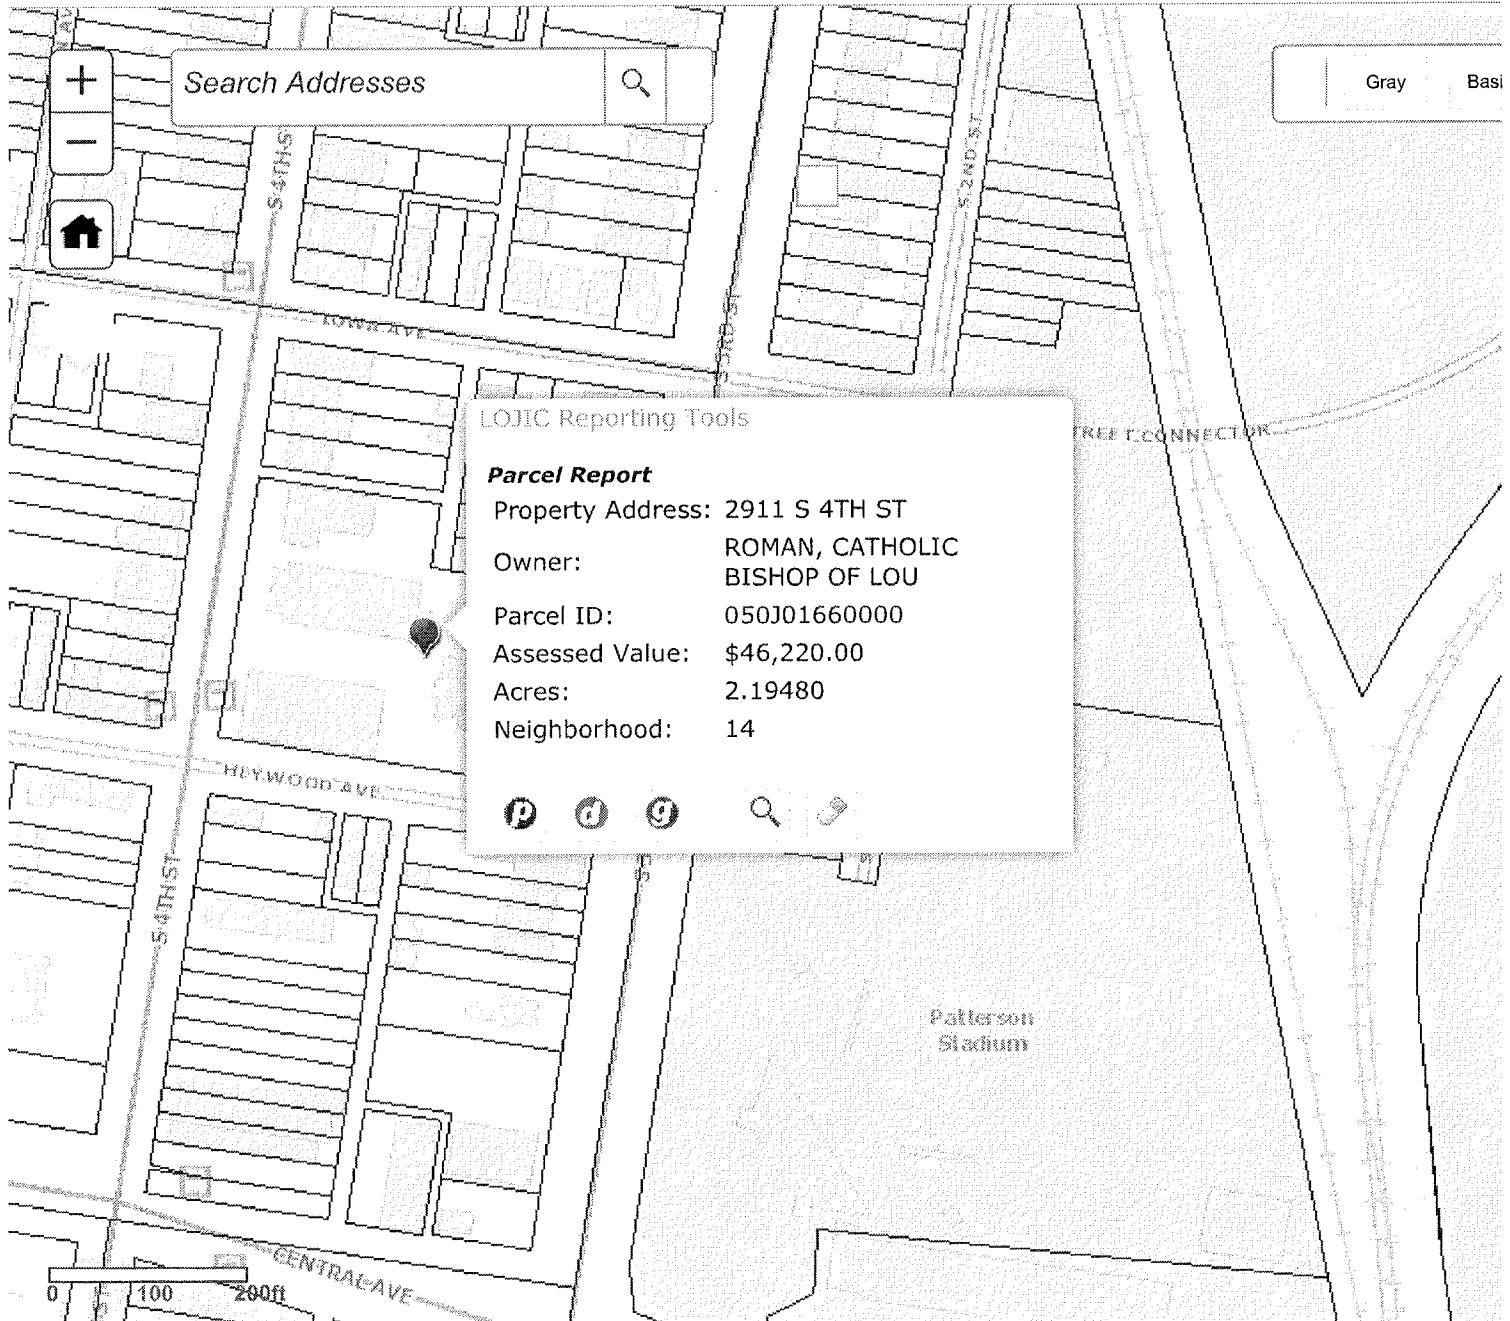 Search Addresses
Gray
Basi
S 4TH S
S 2ND ST
IOWA AVE
S 3RD ST
TREET CONNECTOR
LOJIC Reporting Tools
Parcel Report
Property Address: 2911 S 4TH ST
Owner: ROMAN, CATHOLIC
BISHOP OF LOU
Parcel ID: 050J01660000
Assessed Value: $46,220.00
Acres: 2.19480
Neighborhood: 14
HEYWOOD AVE
p d g
S 4TH ST
Patterson
Stadium
CENTRAL AVE
0 100 200ft